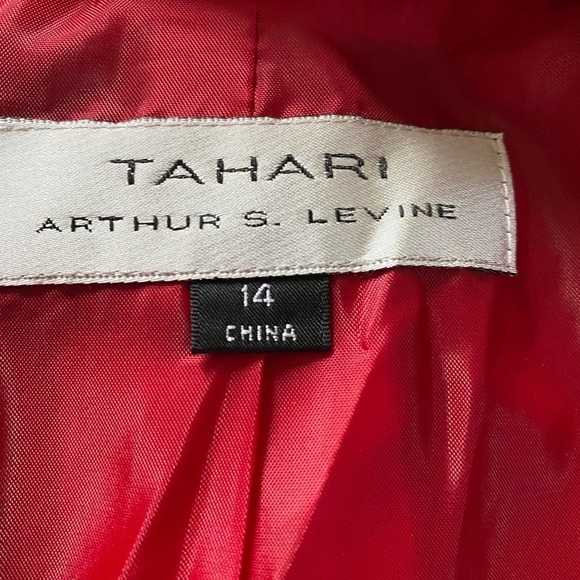 TAHARI
ARTHUR S. LEVINE
14
CHINA